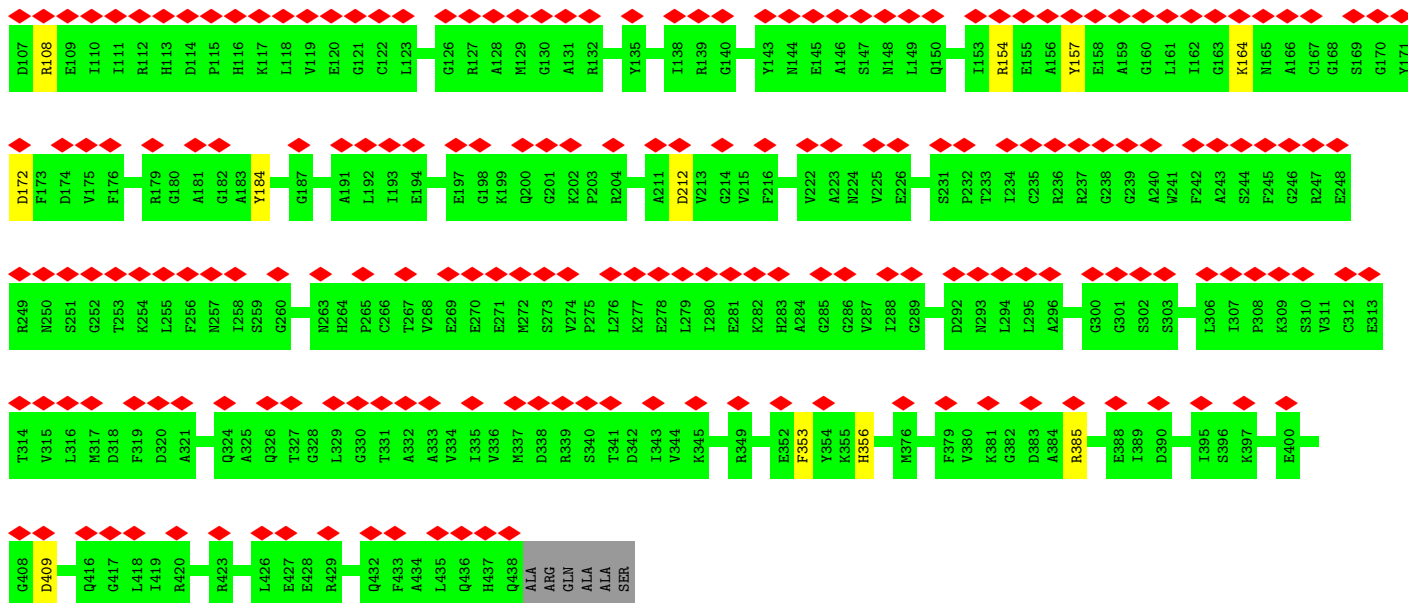 D107 R108 E109 I110 I111 R112 H113 D114 P115 H116 K117 L118 V119 E120 G121 C122 L123 G126 R127 A128 M129 G130 A131 R132 Y135 I138 R139 G140 Y143 N144 E145 A146 S147 N148 L149 Q150 I153 R154 E155 A156 Y157 E158 A159 G160 L161 I162 G163 K164 N165 A166 C167 G168 S169 G170 Y171
D172 F173 D174 V175 F176 R179 G180 A181 G182 A183 Y184 G187 A191 L192 I193 E194 E197 G198 K199 Q200 G201 K202 P203 R204 A211 D212 V213 G214 V215 F216 V222 A223 N224 V225 E226 S231 P232 T233 I234 C235 R236 R237 G238 G239 A240 W241 F242 A243 S244 F245 G246 R247 E248
R249 N250 S251 G252 T253 K254 L255 F256 N257 I258 S259 G260 N263 H264 P265 C266 T267 V268 E269 E270 E271 M272 S273 V274 P275 L276 K277 E278 L279 I280 E281 K282 H283 A284 G285 G286 V287 I288 G289 D292 N293 L294 L295 A296 G300 G301 S302 S303 L306 I307 P308 K309 S310 V311 C312 E313
T314 V315 L316 M317 D318 F319 D320 A321 Q324 A325 Q326 T327 G328 L329 G330 T331 A332 A333 V334 I335 V336 M337 D338 R339 S340 T341 D342 I343 V344 K345 R349 E352 F353 Y354 K355 H356 M376 F379 V380 K381 G382 D383 A384 R385 E388 I389 D390 I395 S396 K397 E400
G408 D409 Q416 G417 L418 I419 R420 R423 L426 E427 E428 R429 Q432 F433 A434 L435 Q436 H437 Q438 ALA ARG GLN ALA ALA SER